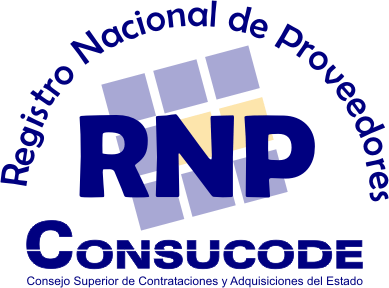 Registro Nacional de Proveedores
RNP
CONSUCODE
Consejo Superior de Contrataciones y Adquisiciones del Estado